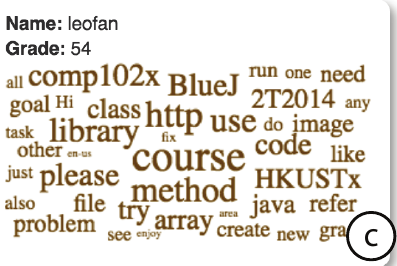 Name: leofan
Grade: 54
all comp102x BlueJ run one need
goal Hi class http use 2T2014 any
task library fix do image
other en-us course code like
just please method HKUSTx
also file try array area java refer
problem see enjoy create new gra
C